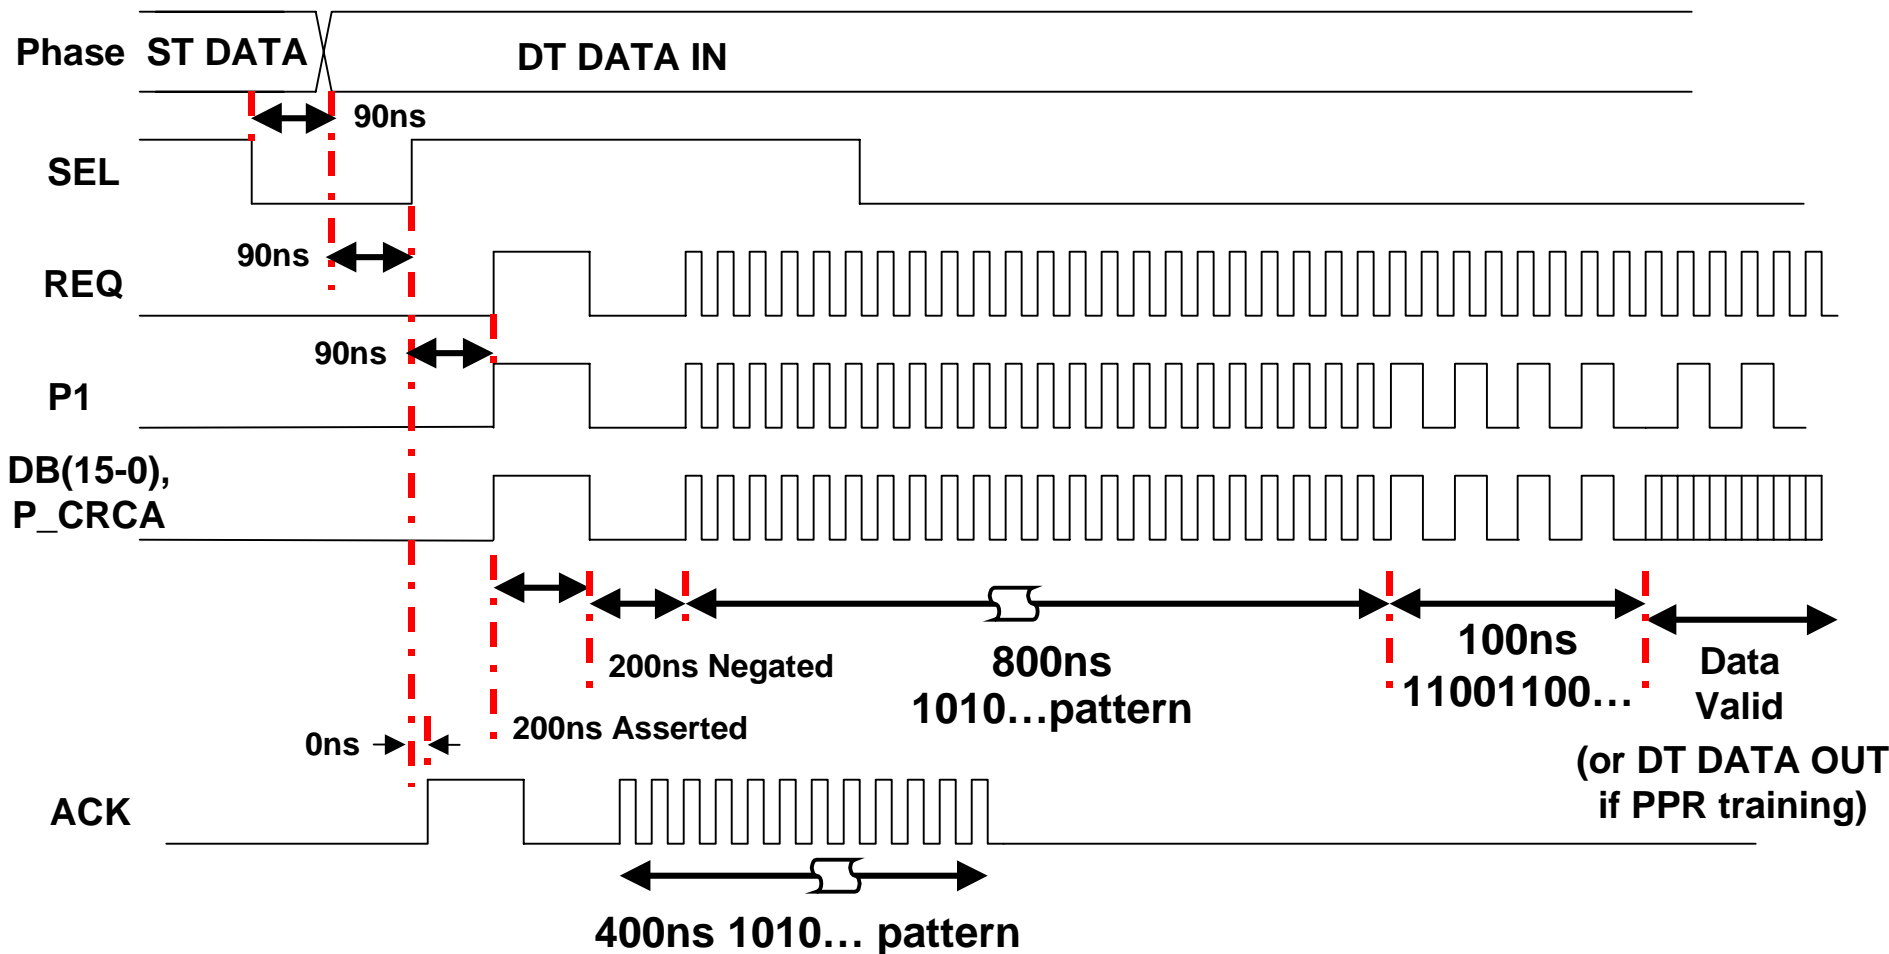 Phase
ST DATA
DT DATA IN
90ns
SEL
90ns
REQ
90ns
P1
DB(15-0),
P_CRCA
200ns Negated
800ns
1010…pattern
100ns
11001100…
Data
Valid
200ns Asserted
0ns
(or DT DATA OUT
if PPR training)
ACK
400ns 1010… pattern